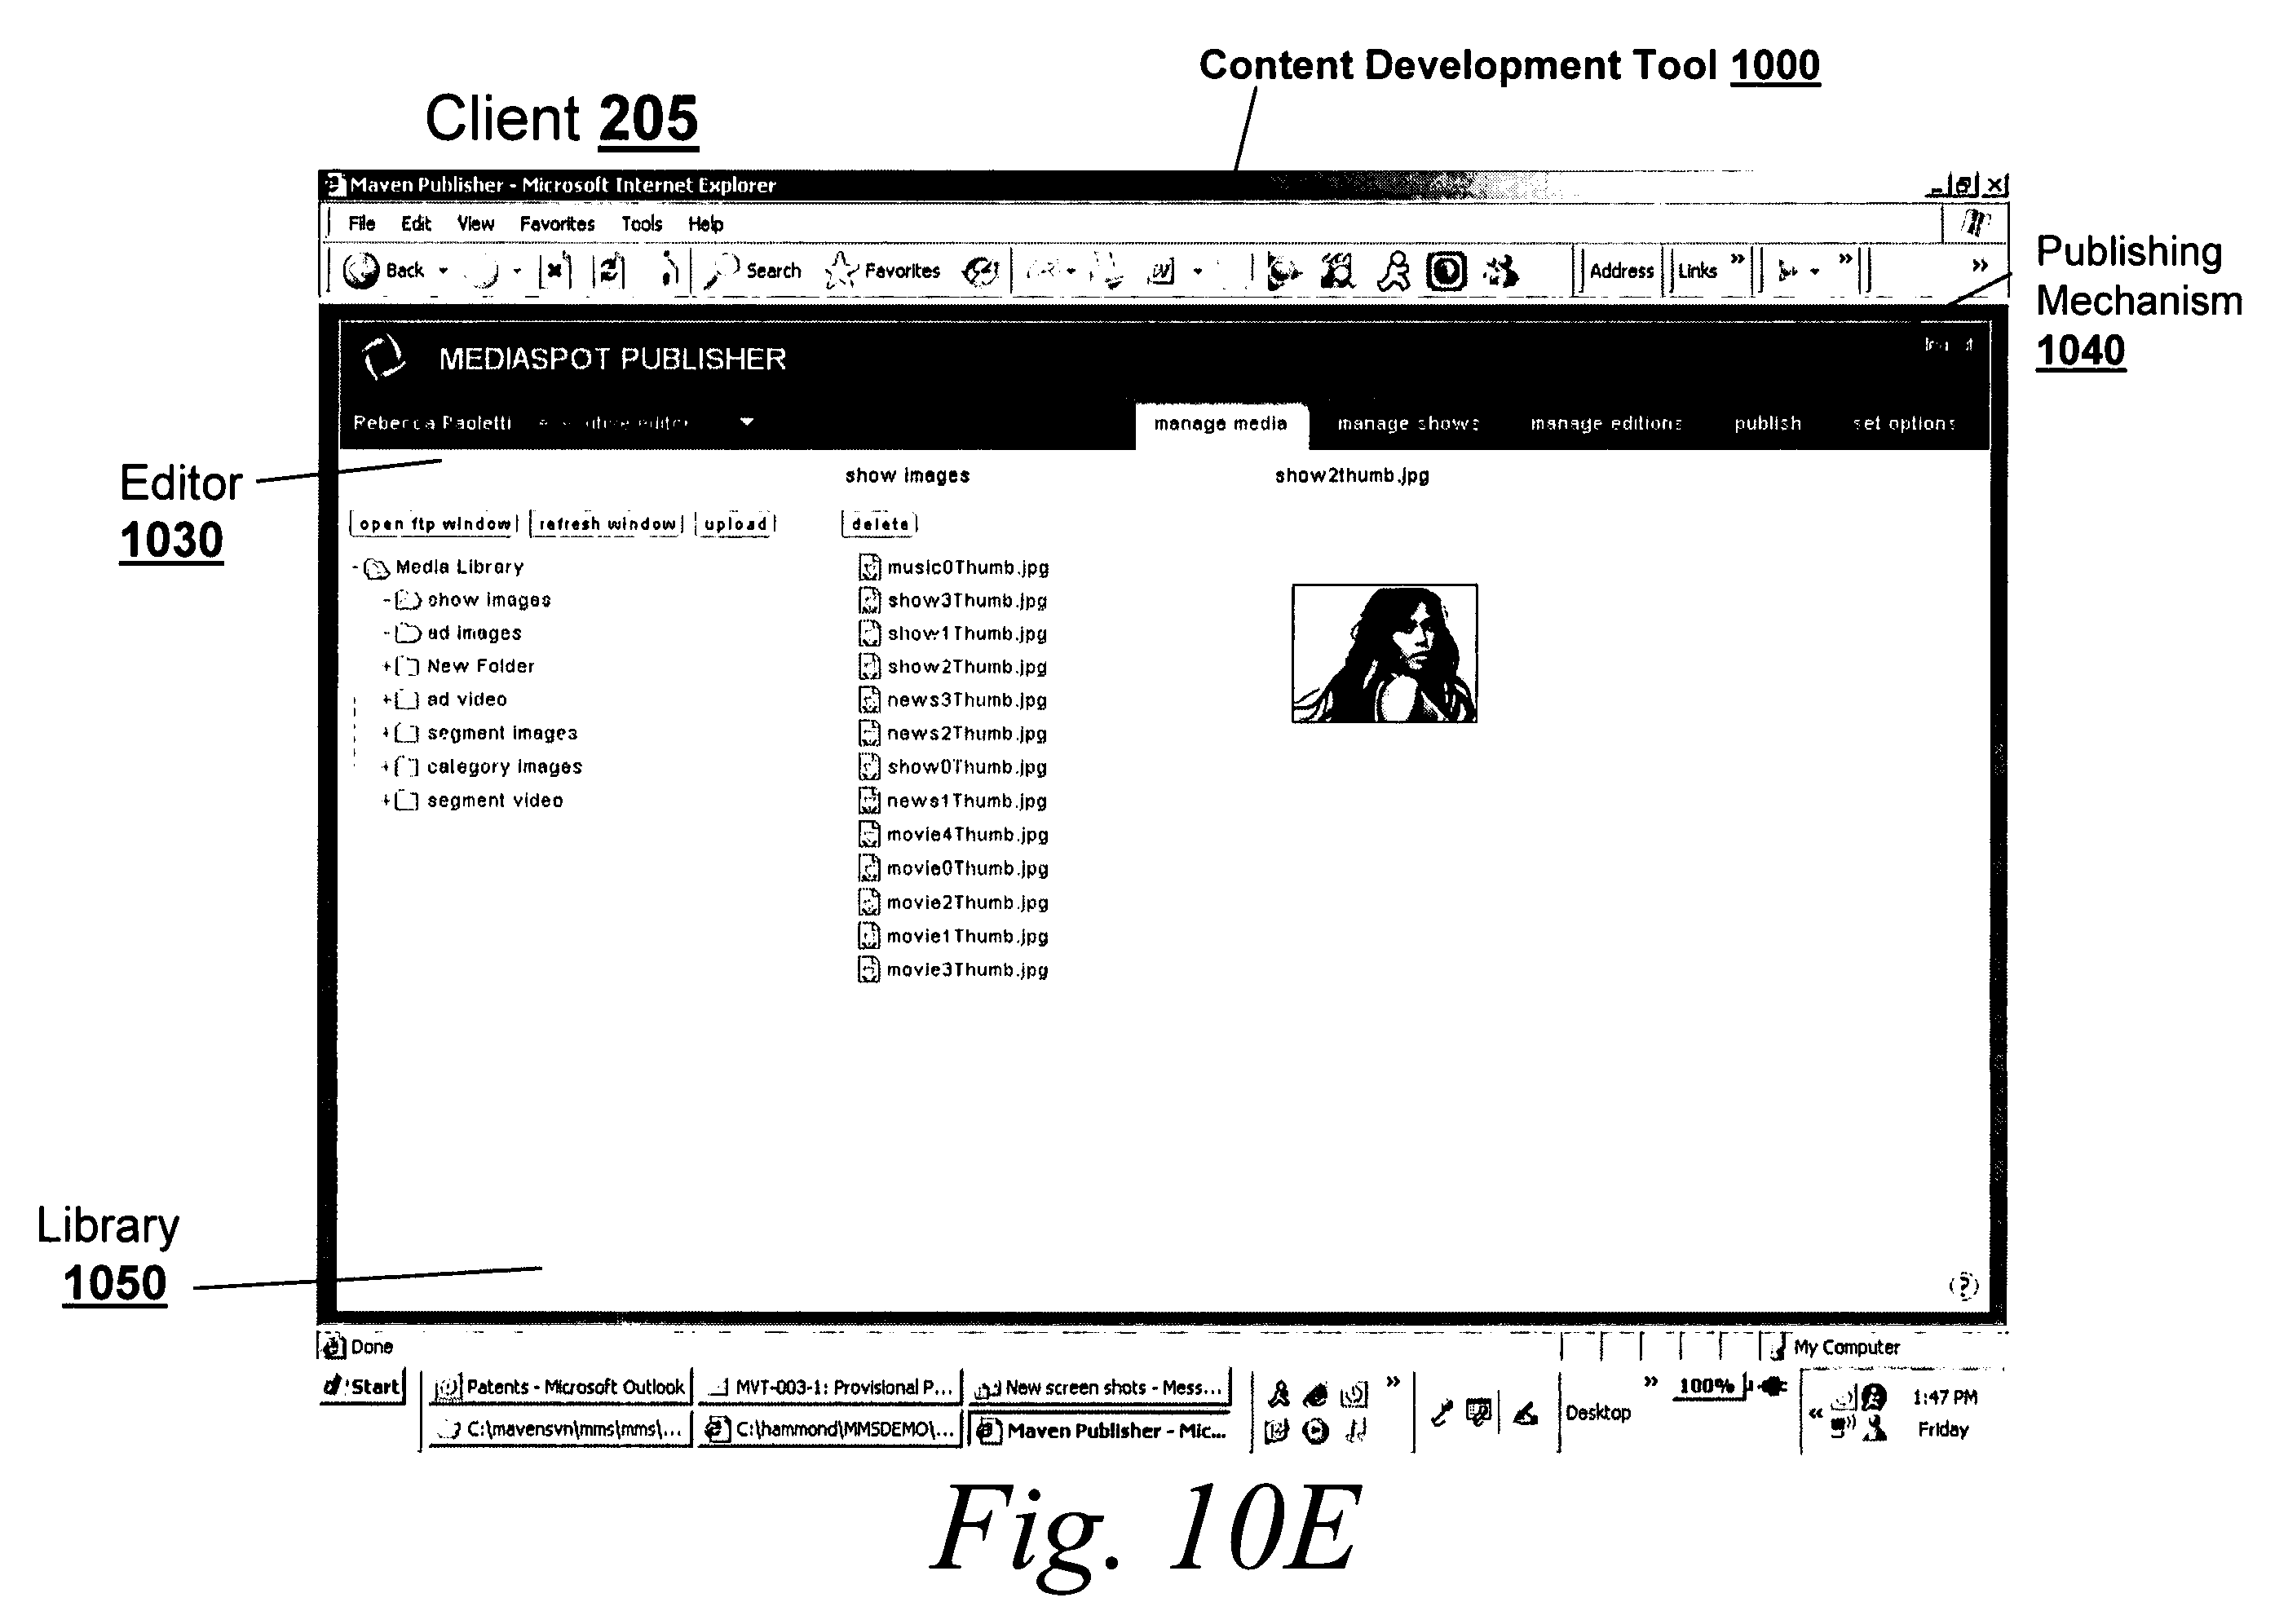 Content Development Tool 1000
Client 205
Maven Publisher - Microsoft Internet Explorer
File Edit View Favorites Tools Help
Back Search Favorites Address Links
Publishing
Mechanism
1040
MEDIASPOT PUBLISHER
Rebecca Paoletti editor
manage media manage shows manage editions publish set options
Editor
1030
show images show2thumb.jpg
open ftp window refresh window upload delete
- Media Library
- show images
- ad images
+ New Folder
+ ad video
+ segment images
+ category images
+ segment video
music0Thumb.jpg
show3Thumb.jpg
show1Thumb.jpg
show2Thumb.jpg
news3Thumb.jpg
news2Thumb.jpg
show0Thumb.jpg
news1Thumb.jpg
movie4Thumb.jpg
movie0Thumb.jpg
movie2Thumb.jpg
movie1Thumb.jpg
movie3Thumb.jpg
Library
1050
?
Done My Computer
Start Patents - Microsoft Outlook MVT-003-1: Provisional P... New screen shots - Mess... 100% 1:47 PM
C:\mavensvn\mms\mms\... C:\hammond\MMSDEMO\... Maven Publisher - Mic... Desktop Friday
Fig. 10E